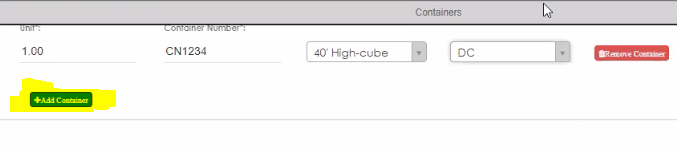 Containers
Unit*:
Container Number*:
1.00
CN1234
40' High-cube
DC
Remove Container
Add Container